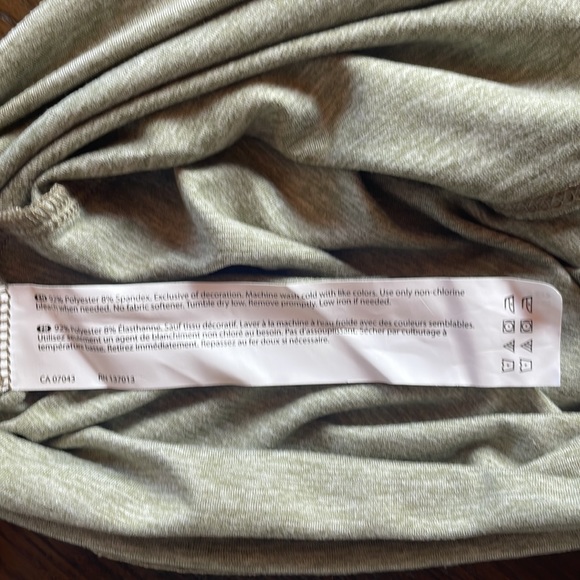 92% Polyester 8% Spandex, Exclusive of decoration. Machine wash cold with like colors. Use only non-chlorine
bleach when needed. No fabric softener. Tumble dry low. Remove promptly. Low iron if needed.
92% Polyester 8% Élasthanne, Sauf tissu décoratif. Laver à la machine à l'eau froide avec des couleurs semblables.
Utilisez seulement un agent de blanchiment sans chlore au besoin. Pas d'assouplissant. Sécher par culbutage à
température basse. Retirez immédiatement. Repassez au fer doux si nécessaire.
CA 07043 RN 137013